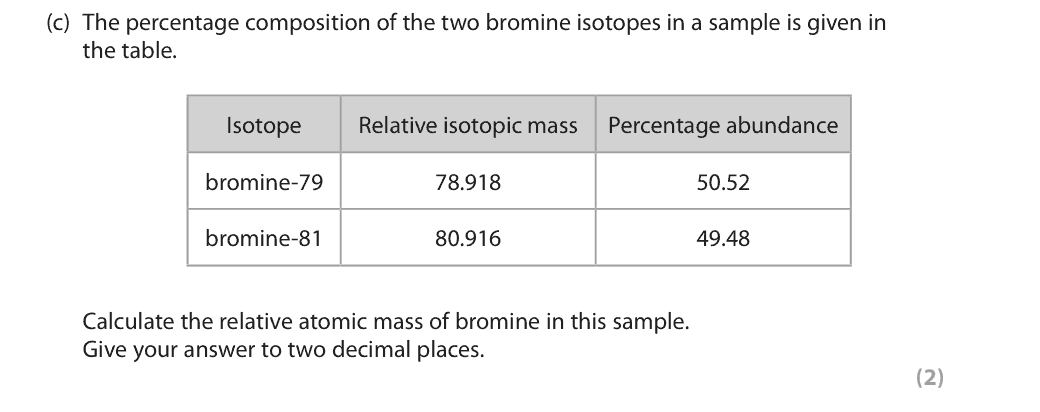 (c) The percentage composition of the two bromine isotopes in a sample is given in
the table.
Isotope Relative isotopic mass Percentage abundance
bromine-79 78.918 50.52
bromine-81 80.916 49.48
Calculate the relative atomic mass of bromine in this sample.
Give your answer to two decimal places.
(2)